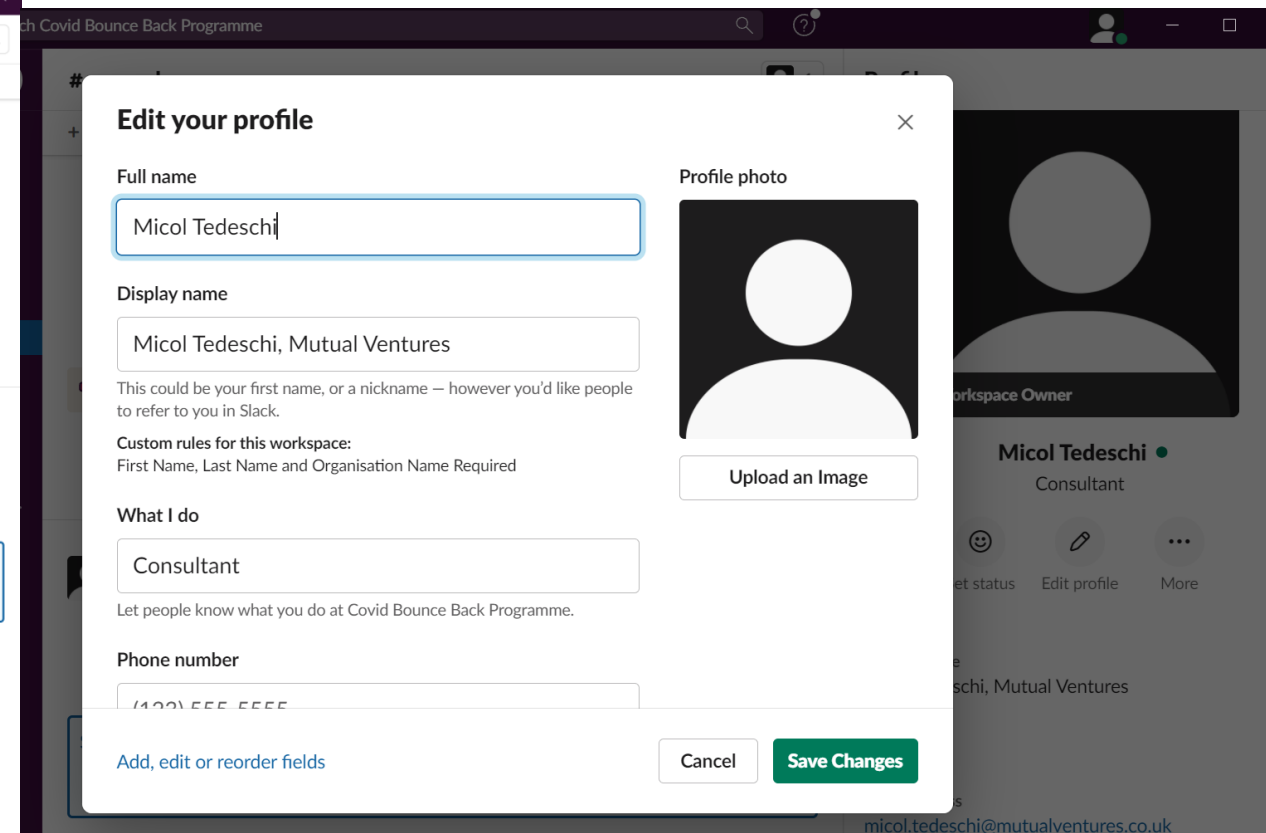 ch Covid Bounce Back Programme
Edit your profile
Full name
Micol Tedeschi
Display name
Micol Tedeschi, Mutual Ventures
This could be your first name, or a nickname — however you'd like people
to refer to you in Slack.
Custom rules for this workspace:
First Name, Last Name and Organisation Name Required
What I do
Consultant
Let people know what you do at Covid Bounce Back Programme.
Phone number
(123) 555-5555
Add, edit or reorder fields
Cancel
Save Changes
Profile photo
Upload an Image
orkspace Owner
Micol Tedeschi
Consultant
et status
Edit profile
More
schi, Mutual Ventures
micol.tedeschi@mutualventures.co.uk